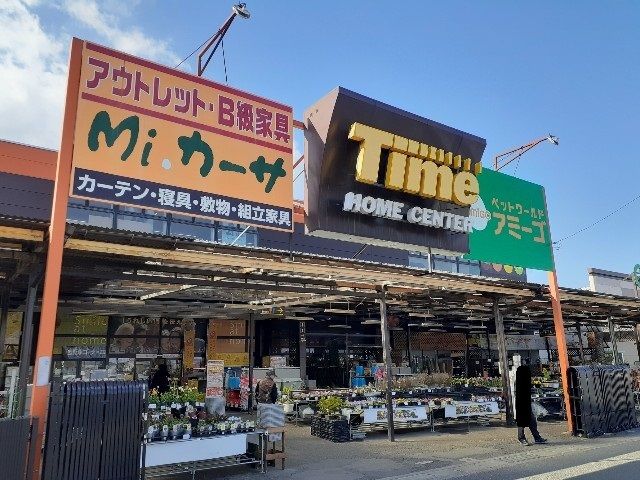 アウトレット・B級家具
Mi.カーサ
カーテン・寝具・敷物・組立家具
Time
HOME CENTER
ペットワールド
amigo
アミーゴ